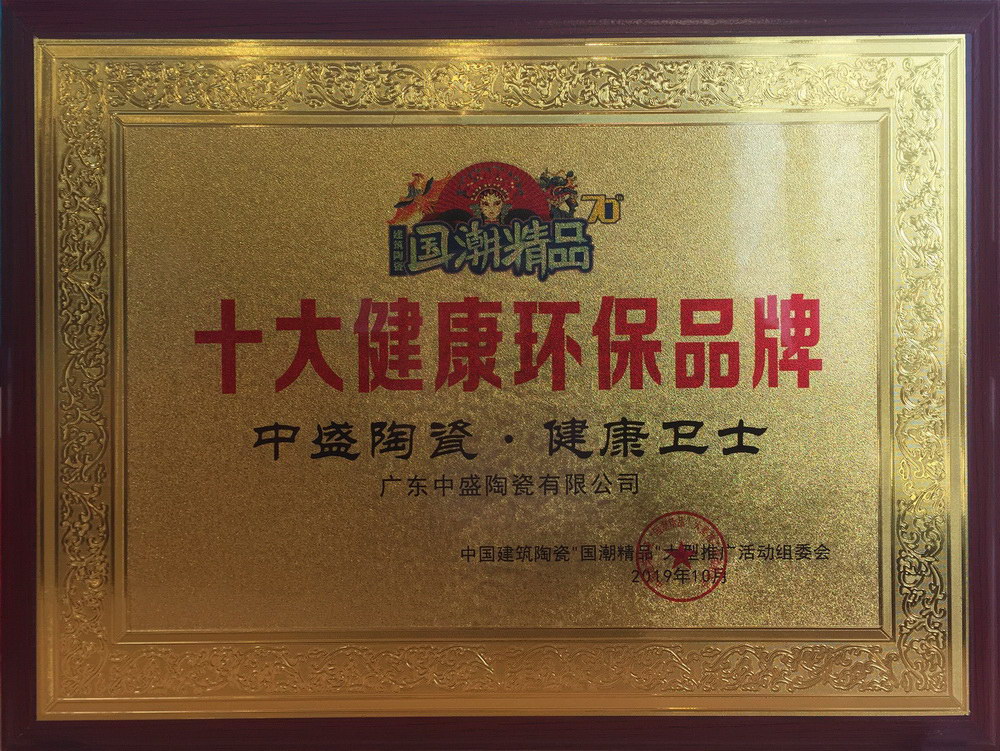 建筑陶瓷
国潮精品
70th
十大健康环保品牌
中盛陶瓷·健康卫士
广东中盛陶瓷有限公司
中国建筑陶瓷"国潮精品"大型推广活动组委会
2019年10月